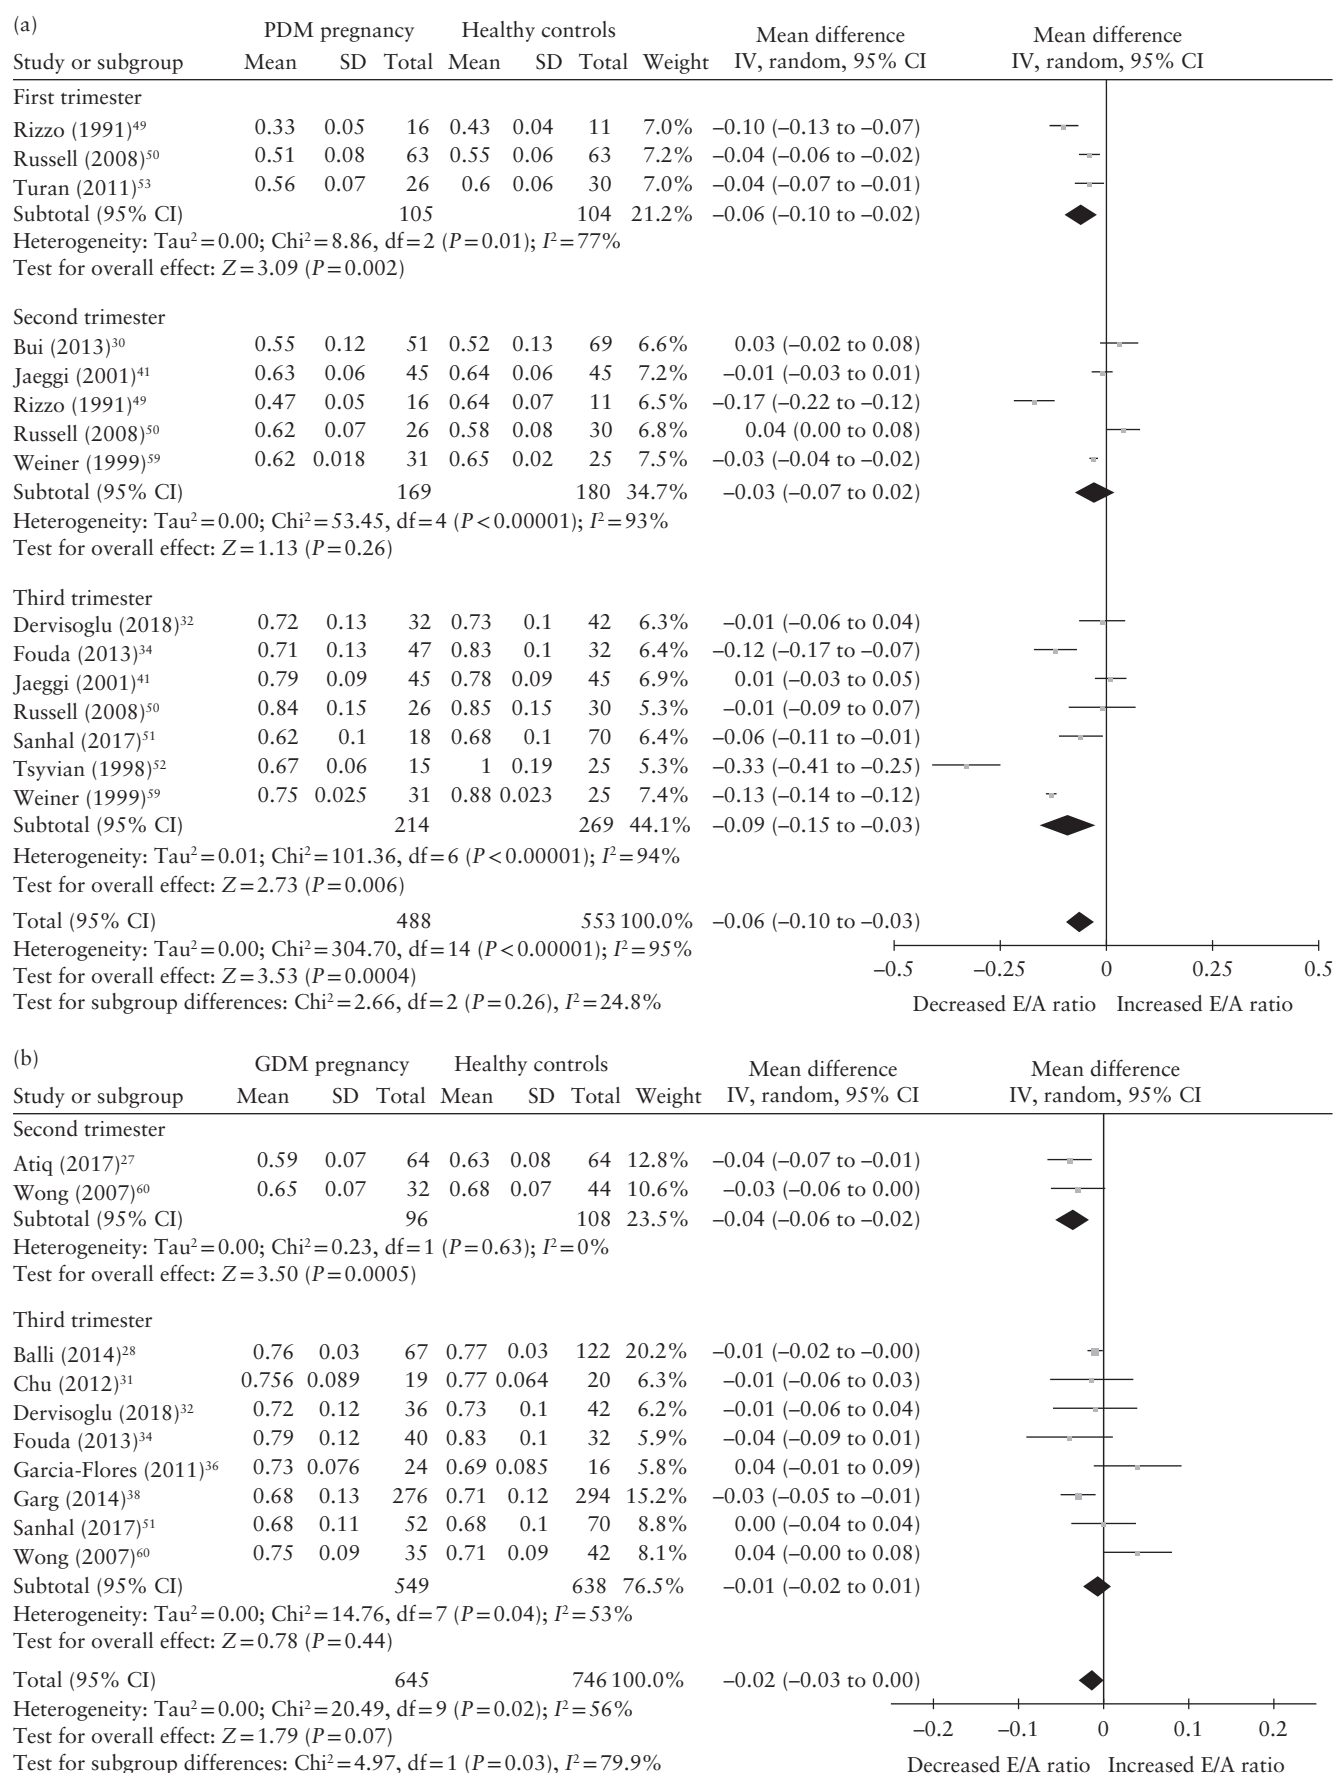 (a)
PDM pregnancy Healthy controls Mean difference Mean difference
Study or subgroup Mean SD Total Mean SD Total Weight IV, random, 95% CI IV, random, 95% CI
First trimester
Rizzo (1991)⁴⁹ 0.33 0.05 16 0.43 0.04 11 7.0% −0.10 (−0.13 to −0.07)
Russell (2008)⁵⁰ 0.51 0.08 63 0.55 0.06 63 7.2% −0.04 (−0.06 to −0.02)
Turan (2011)⁵³ 0.56 0.07 26 0.6 0.06 30 7.0% −0.04 (−0.07 to −0.01)
Subtotal (95% CI) 105 104 21.2% −0.06 (−0.10 to −0.02)
Heterogeneity: Tau²=0.00; Chi²=8.86, df=2 (P=0.01); I²=77%
Test for overall effect: Z=3.09 (P=0.002)
Second trimester
Bui (2013)³⁰ 0.55 0.12 51 0.52 0.13 69 6.6% 0.03 (−0.02 to 0.08)
Jaeggi (2001)⁴¹ 0.63 0.06 45 0.64 0.06 45 7.2% −0.01 (−0.03 to 0.01)
Rizzo (1991)⁴⁹ 0.47 0.05 16 0.64 0.07 11 6.5% −0.17 (−0.22 to −0.12)
Russell (2008)⁵⁰ 0.62 0.07 26 0.58 0.08 30 6.8% 0.04 (0.00 to 0.08)
Weiner (1999)⁵⁹ 0.62 0.018 31 0.65 0.02 25 7.5% −0.03 (−0.04 to −0.02)
Subtotal (95% CI) 169 180 34.7% −0.03 (−0.07 to 0.02)
Heterogeneity: Tau²=0.00; Chi²=53.45, df=4 (P<0.00001); I²=93%
Test for overall effect: Z=1.13 (P=0.26)
Third trimester
Dervisoglu (2018)³² 0.72 0.13 32 0.73 0.1 42 6.3% −0.01 (−0.06 to 0.04)
Fouda (2013)³⁴ 0.71 0.13 47 0.83 0.1 32 6.4% −0.12 (−0.17 to −0.07)
Jaeggi (2001)⁴¹ 0.79 0.09 45 0.78 0.09 45 6.9% 0.01 (−0.03 to 0.05)
Russell (2008)⁵⁰ 0.84 0.15 26 0.85 0.15 30 5.3% −0.01 (−0.09 to 0.07)
Sanhal (2017)⁵¹ 0.62 0.1 18 0.68 0.1 70 6.4% −0.06 (−0.11 to −0.01)
Tsyvian (1998)⁵² 0.67 0.06 15 1 0.19 25 5.3% −0.33 (−0.41 to −0.25)
Weiner (1999)⁵⁹ 0.75 0.025 31 0.88 0.023 25 7.4% −0.13 (−0.14 to −0.12)
Subtotal (95% CI) 214 269 44.1% −0.09 (−0.15 to −0.03)
Heterogeneity: Tau²=0.01; Chi²=101.36, df=6 (P<0.00001); I²=94%
Test for overall effect: Z=2.73 (P=0.006)
Total (95% CI) 488 553 100.0% −0.06 (−0.10 to −0.03)
Heterogeneity: Tau²=0.00; Chi²=304.70, df=14 (P<0.00001); I²=95%
Test for overall effect: Z=3.53 (P=0.0004)
Test for subgroup differences: Chi²=2.66, df=2 (P=0.26), I²=24.8%
−0.5 −0.25 0 0.25 0.5
Decreased E/A ratio Increased E/A ratio
(b)
GDM pregnancy Healthy controls Mean difference Mean difference
Study or subgroup Mean SD Total Mean SD Total Weight IV, random, 95% CI IV, random, 95% CI
Second trimester
Atiq (2017)²⁷ 0.59 0.07 64 0.63 0.08 64 12.8% −0.04 (−0.07 to −0.01)
Wong (2007)⁶⁰ 0.65 0.07 32 0.68 0.07 44 10.6% −0.03 (−0.06 to 0.00)
Subtotal (95% CI) 96 108 23.5% −0.04 (−0.06 to −0.02)
Heterogeneity: Tau²=0.00; Chi²=0.23, df=1 (P=0.63); I²=0%
Test for overall effect: Z=3.50 (P=0.0005)
Third trimester
Balli (2014)²⁸ 0.76 0.03 67 0.77 0.03 122 20.2% −0.01 (−0.02 to −0.00)
Chu (2012)³¹ 0.756 0.089 19 0.77 0.064 20 6.3% −0.01 (−0.06 to 0.03)
Dervisoglu (2018)³² 0.72 0.12 36 0.73 0.1 42 6.2% −0.01 (−0.06 to 0.04)
Fouda (2013)³⁴ 0.79 0.12 40 0.83 0.1 32 5.9% −0.04 (−0.09 to 0.01)
Garcia-Flores (2011)³⁶ 0.73 0.076 24 0.69 0.085 16 5.8% 0.04 (−0.01 to 0.09)
Garg (2014)³⁸ 0.68 0.13 276 0.71 0.12 294 15.2% −0.03 (−0.05 to −0.01)
Sanhal (2017)⁵¹ 0.68 0.11 52 0.68 0.1 70 8.8% 0.00 (−0.04 to 0.04)
Wong (2007)⁶⁰ 0.75 0.09 35 0.71 0.09 42 8.1% 0.04 (−0.00 to 0.08)
Subtotal (95% CI) 549 638 76.5% −0.01 (−0.02 to 0.01)
Heterogeneity: Tau²=0.00; Chi²=14.76, df=7 (P=0.04); I²=53%
Test for overall effect: Z=0.78 (P=0.44)
Total (95% CI) 645 746 100.0% −0.02 (−0.03 to 0.00)
Heterogeneity: Tau²=0.00; Chi²=20.49, df=9 (P=0.02); I²=56%
Test for overall effect: Z=1.79 (P=0.07)
Test for subgroup differences: Chi²=4.97, df=1 (P=0.03), I²=79.9%
−0.2 −0.1 0 0.1 0.2
Decreased E/A ratio Increased E/A ratio